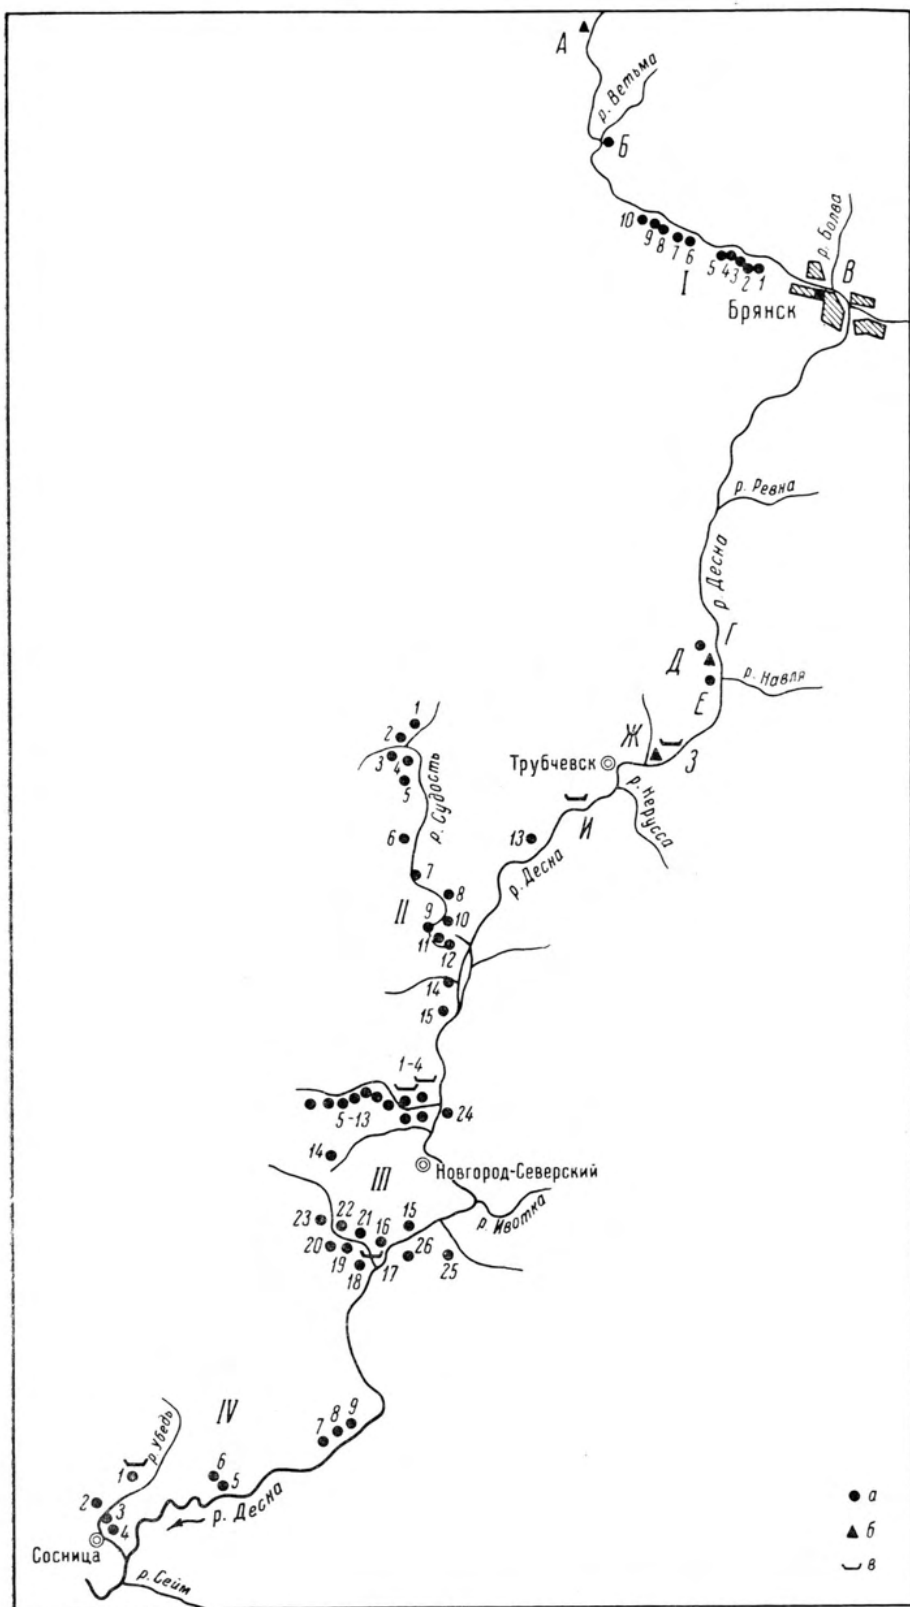 А
р. Ветьма
Б
10
9
8
7
6
5
4
3
2
1
I
р. Болва
В
Брянск
р. Ревна
р. Десна
Г
Д
Е
р. Навля
Ж
З
Трубчевск
р. Нерусса
И
13
р. Десна
1
2
3
4
5
р. Судость
6
7
8
II
9
10
11
12
14
15
1-4
5-13
24
14
Новгород-Северский
III
23
22
21
16
15
р. Ивотка
20
19
18
17
26
25
IV
9
8
7
р. Убедь
1
6
5
2
3
4
р. Десна
Сосница
р. Сейм
а
б
в